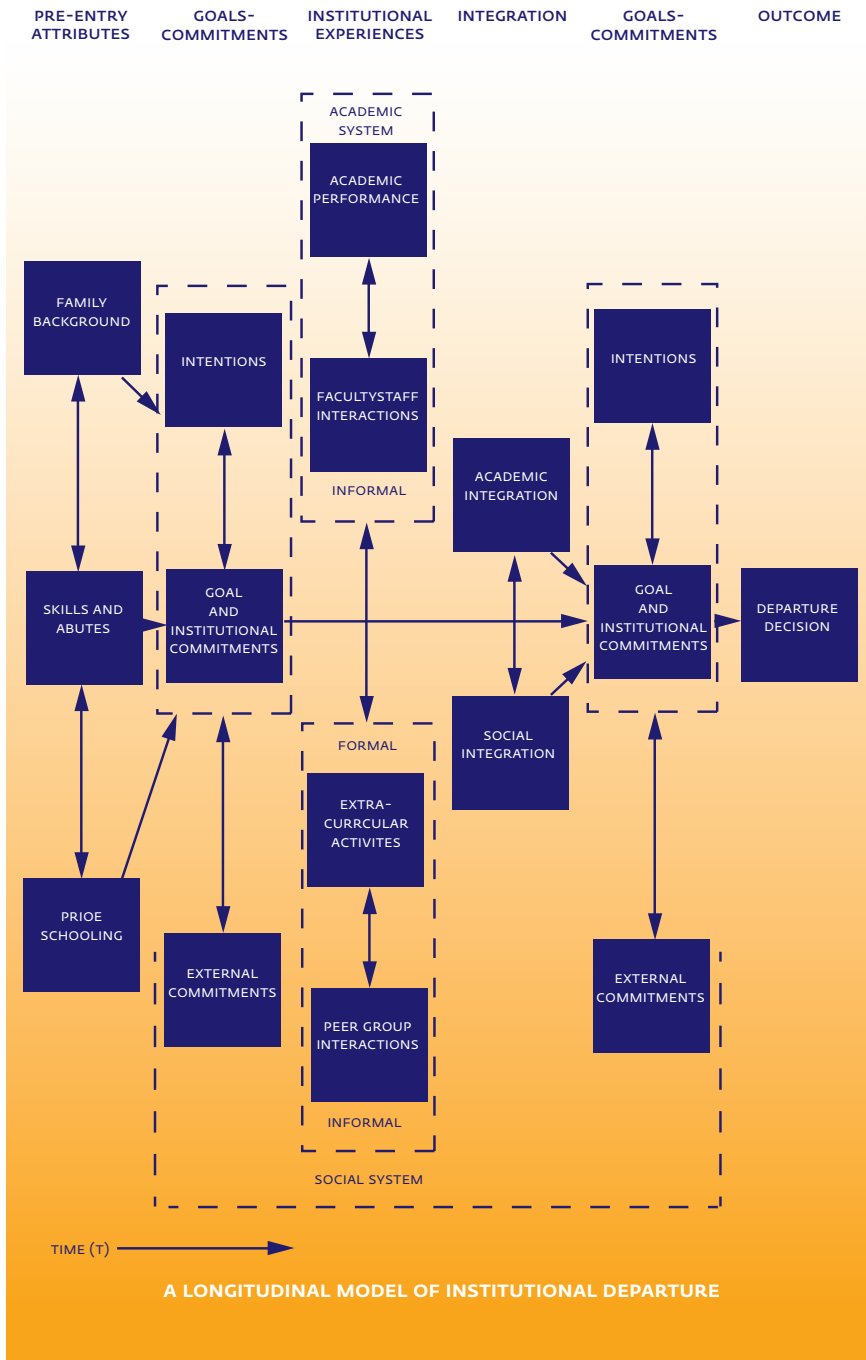 PRE-ENTRY
ATTRIBUTES
GOALS-
COMMITMENTS
INSTITUTIONAL
EXPERIENCES
INTEGRATION
GOALS-
COMMITMENTS
OUTCOME
FAMILY
BACKGROUND
SKILLS AND
ABUTES
PRIOE
SCHOOLING
INTENTIONS
GOAL
AND
INSTITUTIONAL
COMMITMENTS
EXTERNAL
COMMITMENTS
ACADEMIC
SYSTEM
ACADEMIC
PERFORMANCE
FACULTYSTAFF
INTERACTIONS
INFORMAL
FORMAL
EXTRA-
CURRCULAR
ACTIVITES
PEER GROUP
INTERACTIONS
INFORMAL
SOCIAL SYSTEM
ACADEMIC
INTEGRATION
SOCIAL
INTEGRATION
INTENTIONS
GOAL
AND
INSTITUTIONAL
COMMITMENTS
EXTERNAL
COMMITMENTS
DEPARTURE
DECISION
TIME (T)
A LONGITUDINAL MODEL OF INSTITUTIONAL DEPARTURE